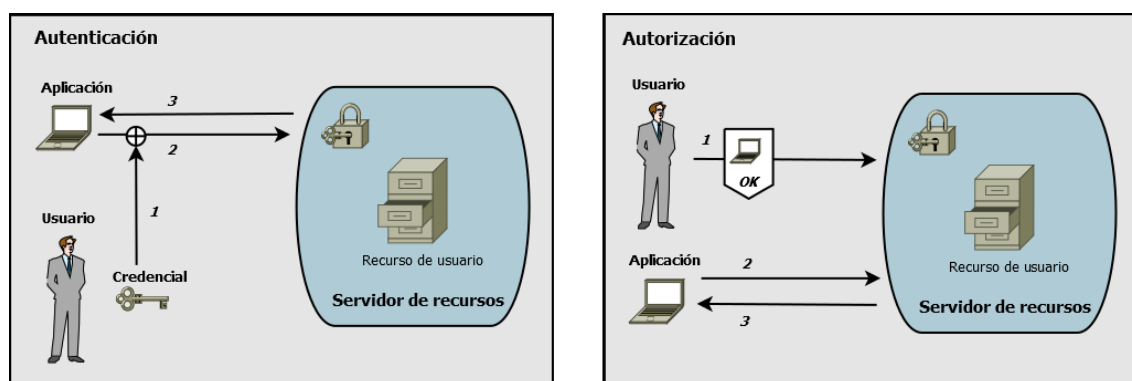 Autenticación
Aplicación
3
2
1
Usuario
Credencial
Recurso de usuario
Servidor de recursos
Autorización
Usuario
1
OK
Aplicación
2
3
Recurso de usuario
Servidor de recursos